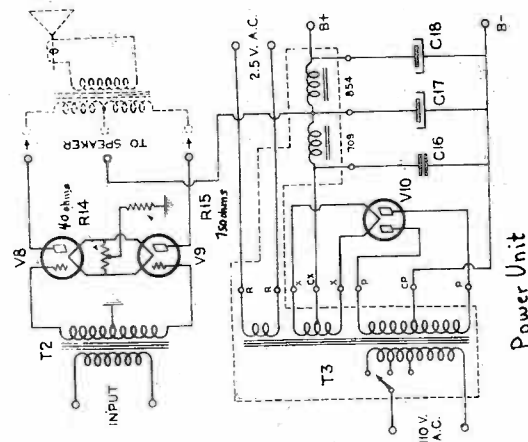 V8
40 ohms
R14
TO SPEAKER
T2
INPUT
V9
R15
750 ohms
2.5 V. A.C.
B+
R
R
X
CX
X
P
CP
P
T3
110 V.
A.C.
V10
709
854
C16
C17
C18
B-
Power Unit